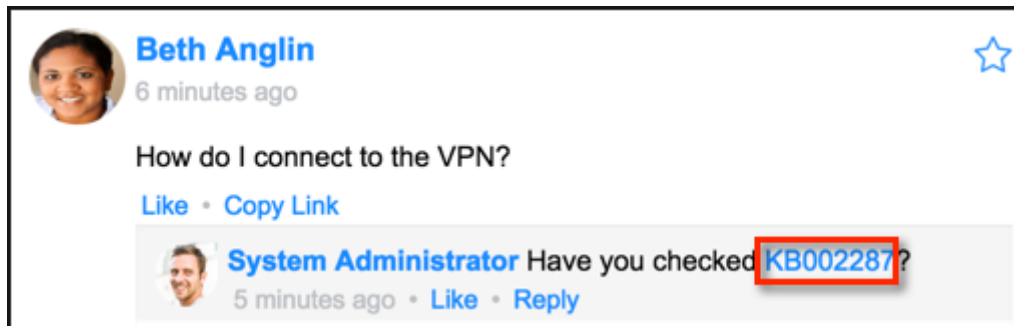 Beth Anglin
6 minutes ago
How do I connect to the VPN?
Like • Copy Link
System Administrator Have you checked KB002287?
5 minutes ago • Like • Reply